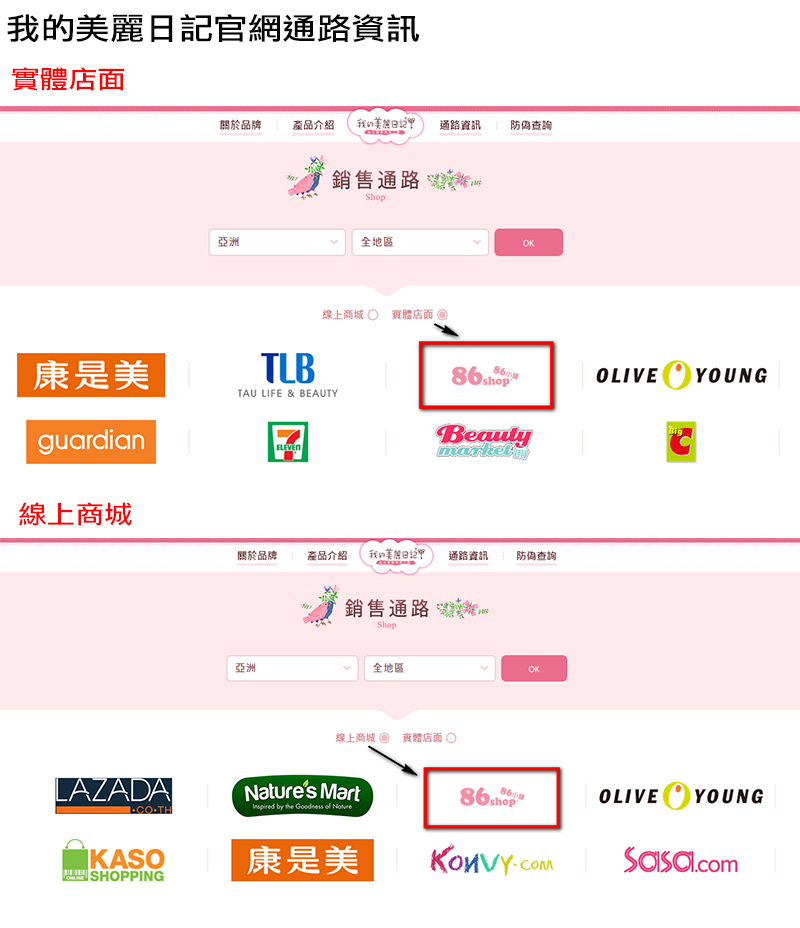 我的美麗日記官網通路資訊
實體店面
關於品牌 產品介紹 我的美麗日記 通路資訊 防偽查詢
銷售通路
Shop
亞洲 全地區 OK
線上商城 實體店面
康是美 TLB 86shop 86小舖 OLIVE YOUNG
TAU LIFE & BEAUTY
guardian 7 ELEVEN Beauty market Big C
線上商城
關於品牌 產品介紹 我的美麗日記 通路資訊 防偽查詢
銷售通路
Shop
亞洲 全地區 OK
線上商城 實體店面
LAZADA Nature's Mart 86shop 86小舖 OLIVE YOUNG
.CO.TH Inspired by the Goodness of Nature
KASO 康是美 KONVY.COM Sasa.com
ONLINE SHOPPING